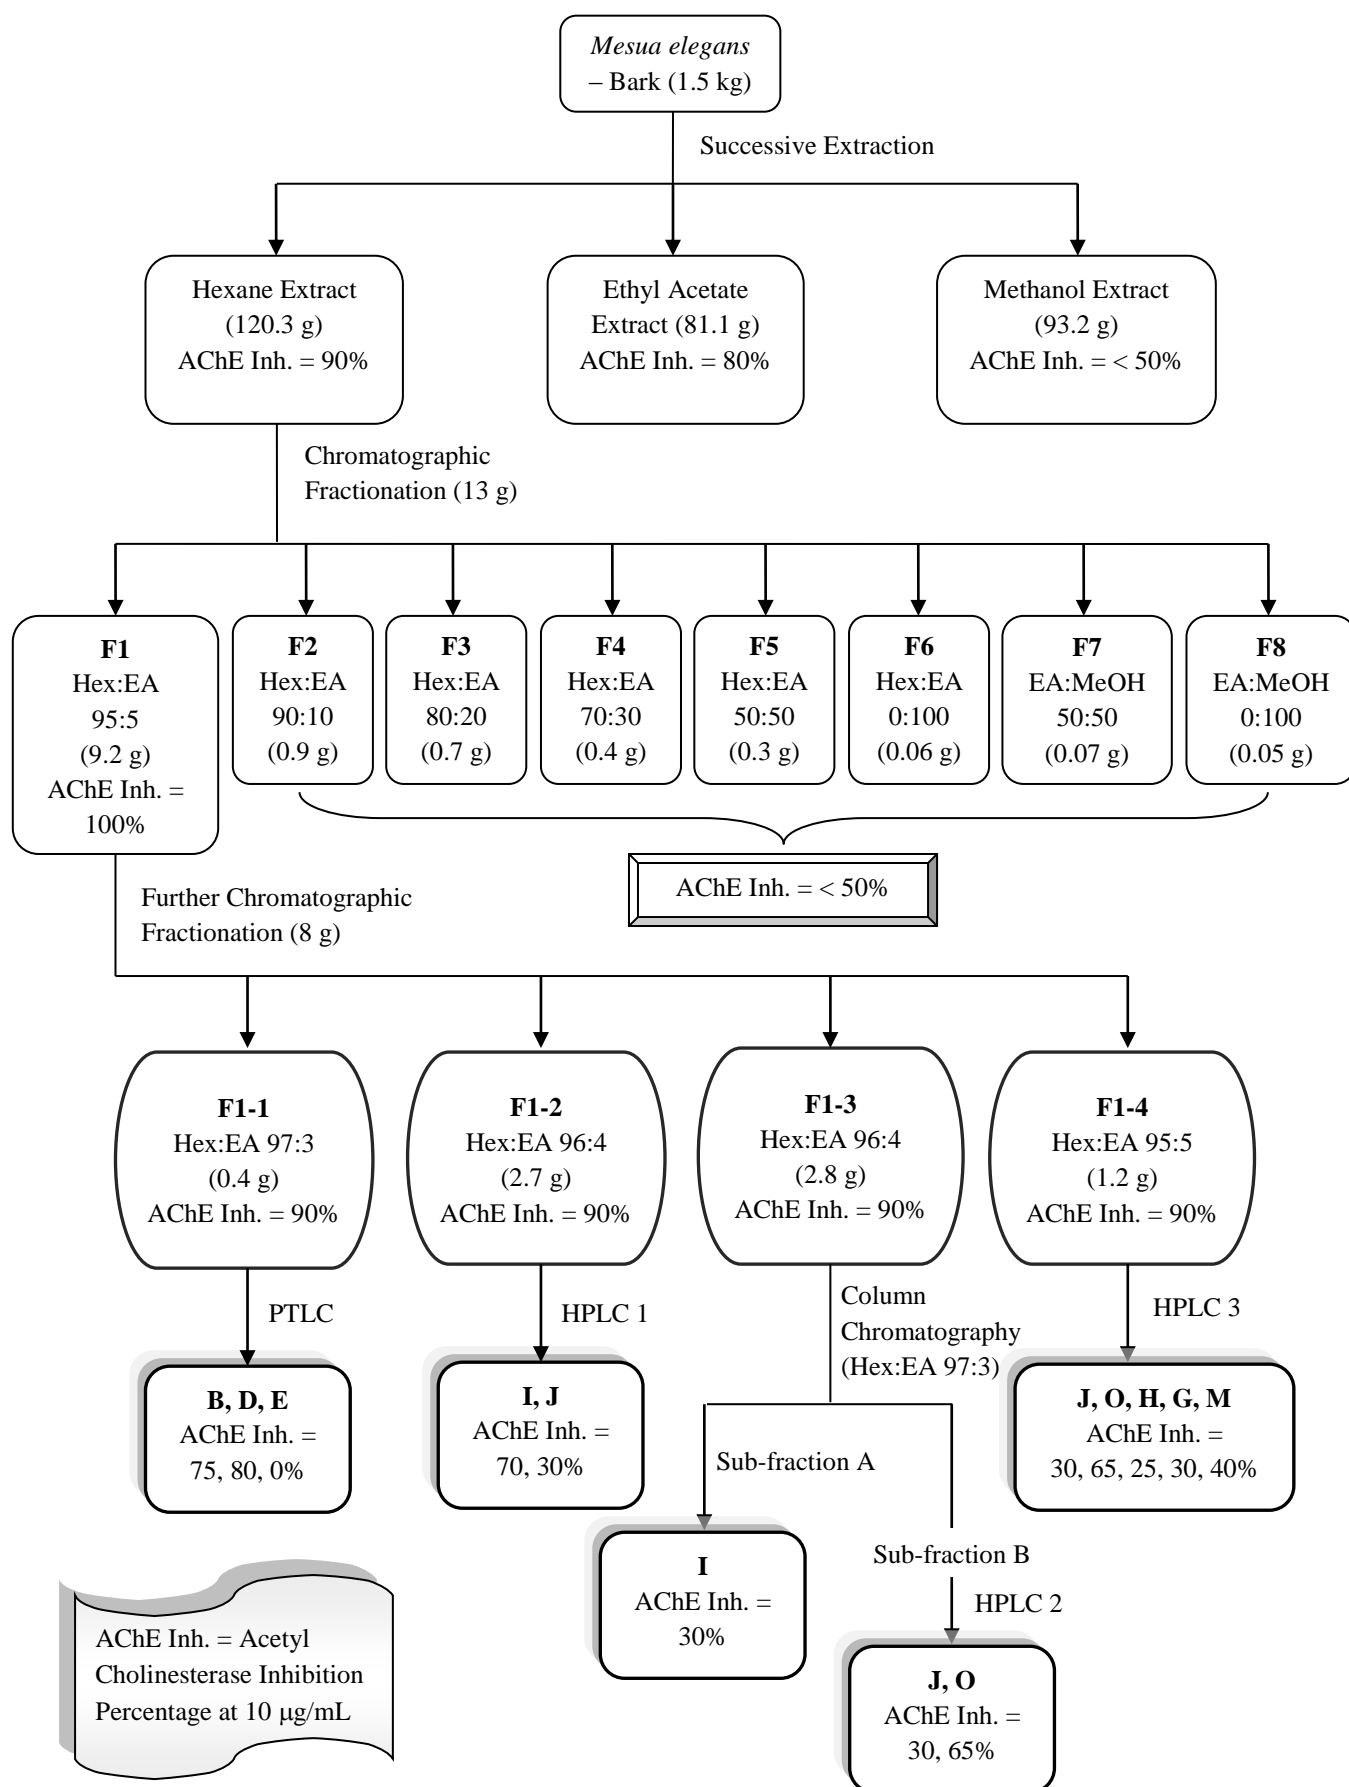 Mesua elegans
– Bark (1.5 kg)
Successive Extraction
Hexane Extract
(120.3 g)
AChE Inh. = 90%
Ethyl Acetate
Extract (81.1 g)
AChE Inh. = 80%
Methanol Extract
(93.2 g)
AChE Inh. = < 50%
Chromatographic
Fractionation (13 g)
F1
Hex:EA
95:5
(9.2 g)
AChE Inh. =
100%
F2
Hex:EA
90:10
(0.9 g)
F3
Hex:EA
80:20
(0.7 g)
F4
Hex:EA
70:30
(0.4 g)
F5
Hex:EA
50:50
(0.3 g)
F6
Hex:EA
0:100
(0.06 g)
F7
EA:MeOH
50:50
(0.07 g)
F8
EA:MeOH
0:100
(0.05 g)
AChE Inh. = < 50%
Further Chromatographic
Fractionation (8 g)
F1-1
Hex:EA 97:3
(0.4 g)
AChE Inh. = 90%
F1-2
Hex:EA 96:4
(2.7 g)
AChE Inh. = 90%
F1-3
Hex:EA 96:4
(2.8 g)
AChE Inh. = 90%
F1-4
Hex:EA 95:5
(1.2 g)
AChE Inh. = 90%
PTLC
HPLC 1
Column
Chromatography
(Hex:EA 97:3)
HPLC 3
B, D, E
AChE Inh. =
75, 80, 0%
I, J
AChE Inh. =
70, 30%
J, O, H, G, M
AChE Inh. =
30, 65, 25, 30, 40%
Sub-fraction A
Sub-fraction B
I
AChE Inh. =
30%
HPLC 2
J, O
AChE Inh. =
30, 65%
AChE Inh. = Acetyl
Cholinesterase Inhibition
Percentage at 10 μg/mL